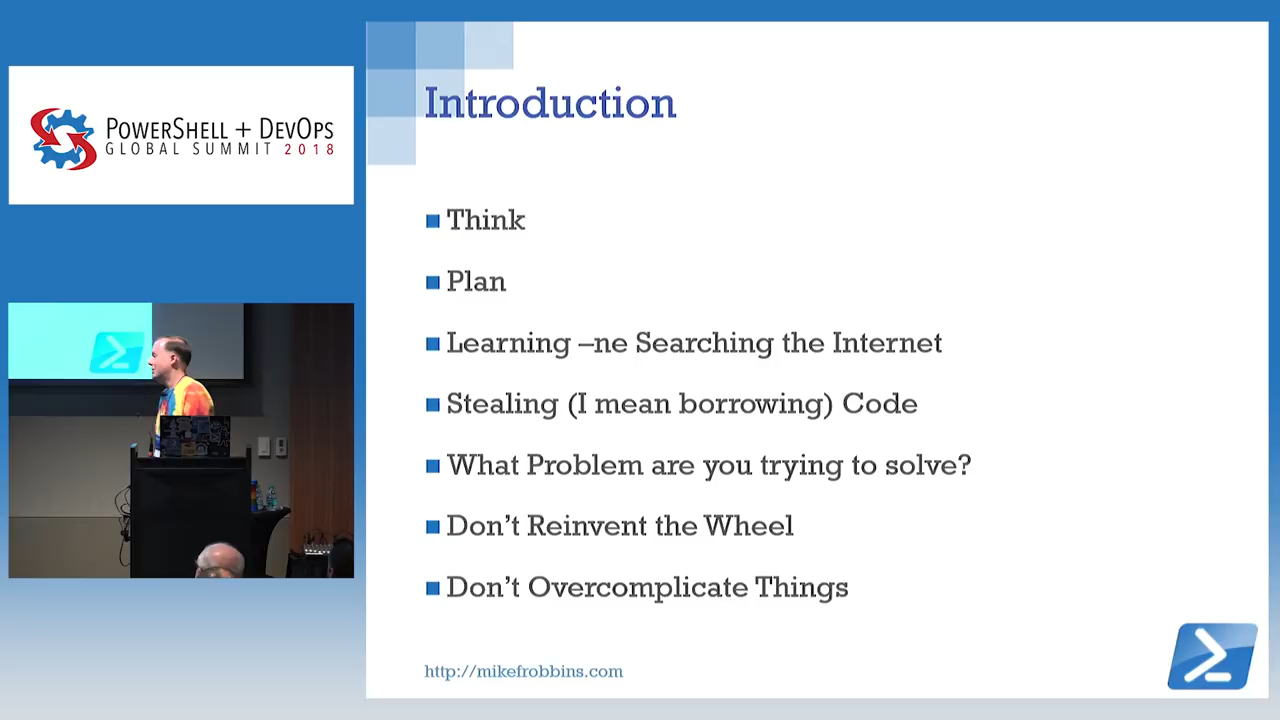 POWERSHELL + DEVOPS
GLOBAL SUMMIT 2018
Introduction
Think
Plan
Learning –ne Searching the Internet
Stealing (I mean borrowing) Code
What Problem are you trying to solve?
Don't Reinvent the Wheel
Don't Overcomplicate Things
http://mikefrobbins.com